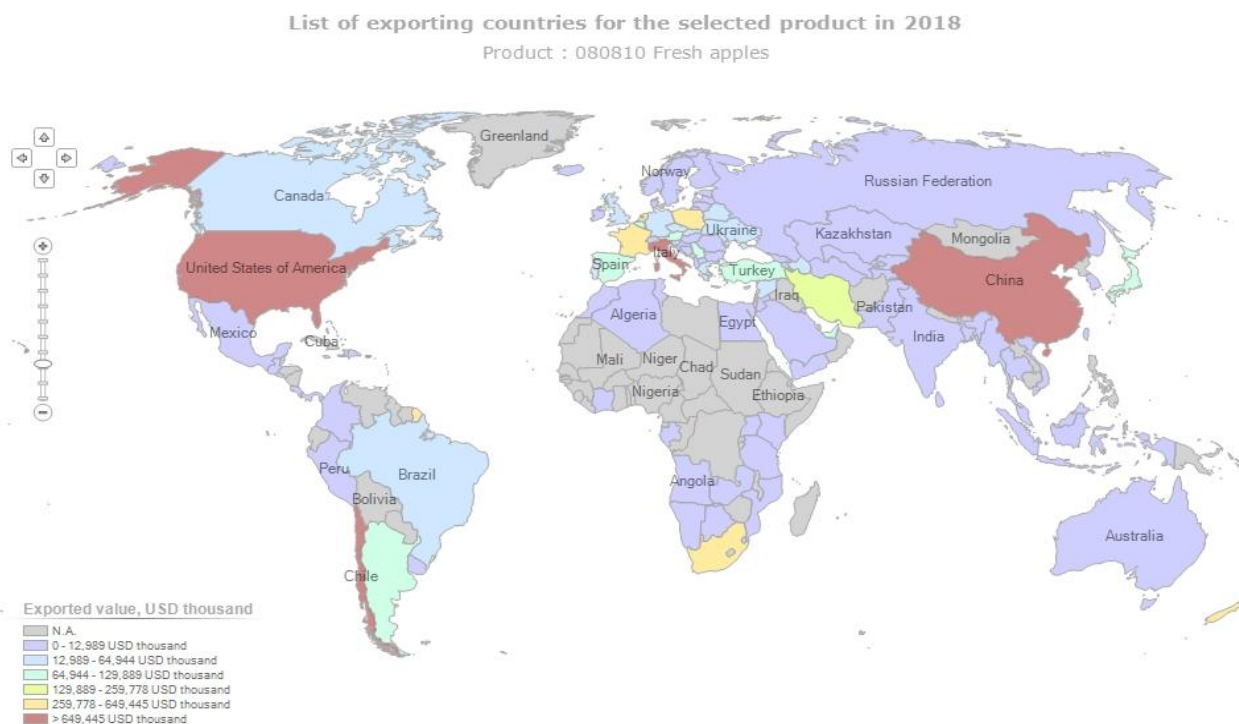 List of exporting countries for the selected product in 2018
Product : 080810 Fresh apples
Greenland
Norway
Russian Federation
Canada
Ukraine
Kazakhstan
Mongolia
Italy
United States of America
Spain
Turkey
China
Iraq
Pakistan
Algeria
Egypt
India
Mexico
Cuba
Mali
Niger
Chad
Sudan
Nigeria
Ethiopia
Peru
Brazil
Angola
Bolivia
Australia
Chile
Exported value, USD thousand
N.A.
0 - 12,989 USD thousand
12,989 - 64,944 USD thousand
64,944 - 129,889 USD thousand
129,889 - 259,778 USD thousand
259,778 - 649,445 USD thousand
> 649,445 USD thousand